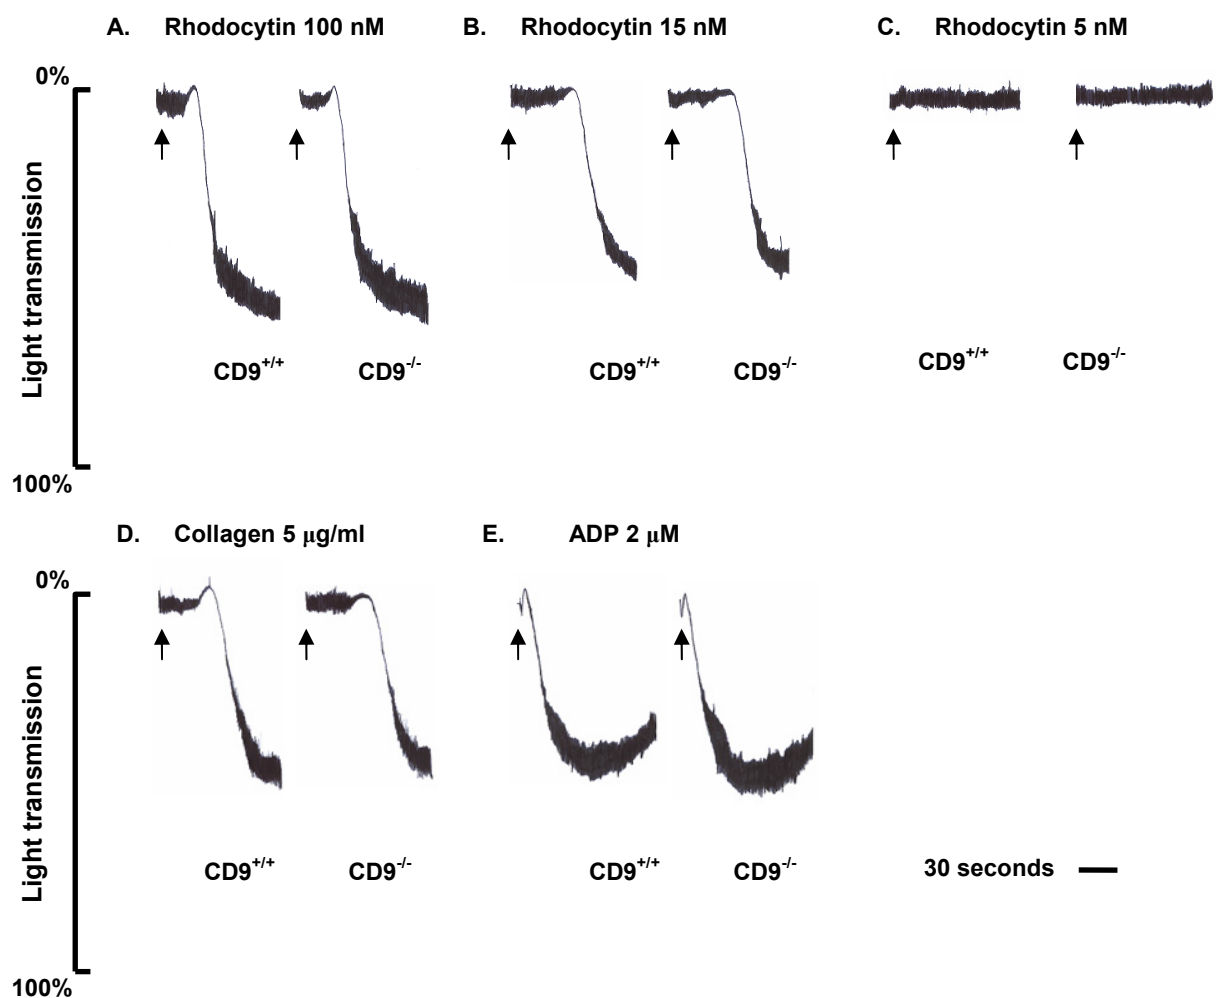 A. Rhodocytin 100 nM
B. Rhodocytin 15 nM
C. Rhodocytin 5 nM
0%
Light transmission
100%
CD9+/+
CD9-/-
CD9+/+
CD9-/-
CD9+/+
CD9-/-
D. Collagen 5 μg/ml
E. ADP 2 μM
0%
Light transmission
100%
CD9+/+
CD9-/-
CD9+/+
CD9-/-
30 seconds